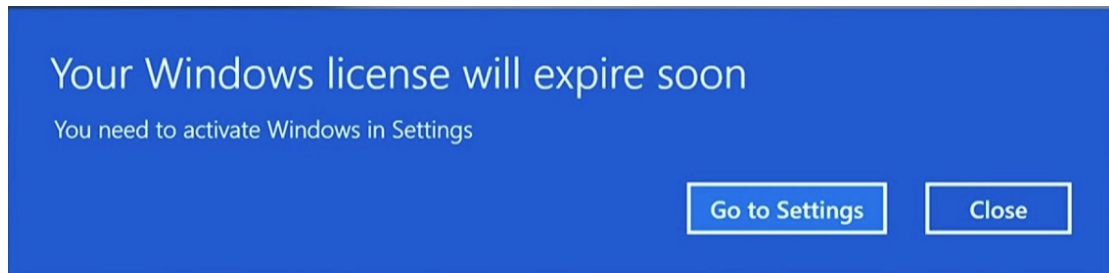 Your Windows license will expire soon
You need to activate Windows in Settings
Go to Settings
Close